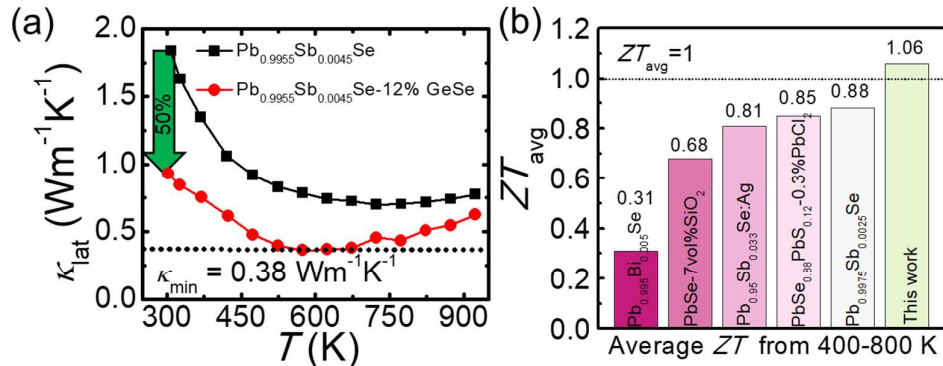 (a)
κlat (Wm⁻¹K⁻¹)
2.0
1.5
1.0
0.5
0.0
50%
Pb0.9955Sb0.0045Se
Pb0.9955Sb0.0045Se-12% GeSe
κmin = 0.38 Wm⁻¹K⁻¹
300 450 600 750 900
T (K)
(b)
ZTavg
1.2
1.0
0.8
0.6
0.4
0.2
0.0
ZTavg=1
0.31
0.68
0.81
0.85
0.88
1.06
Pb0.995Bi0.005Se
PbSe-7vol%SiO2
Pb0.95Sb0.033Se:Ag
PbSe0.88PbS0.12-0.3%PbCl2
Pb0.9975Sb0.0025Se
This work
Average ZT from 400-800 K